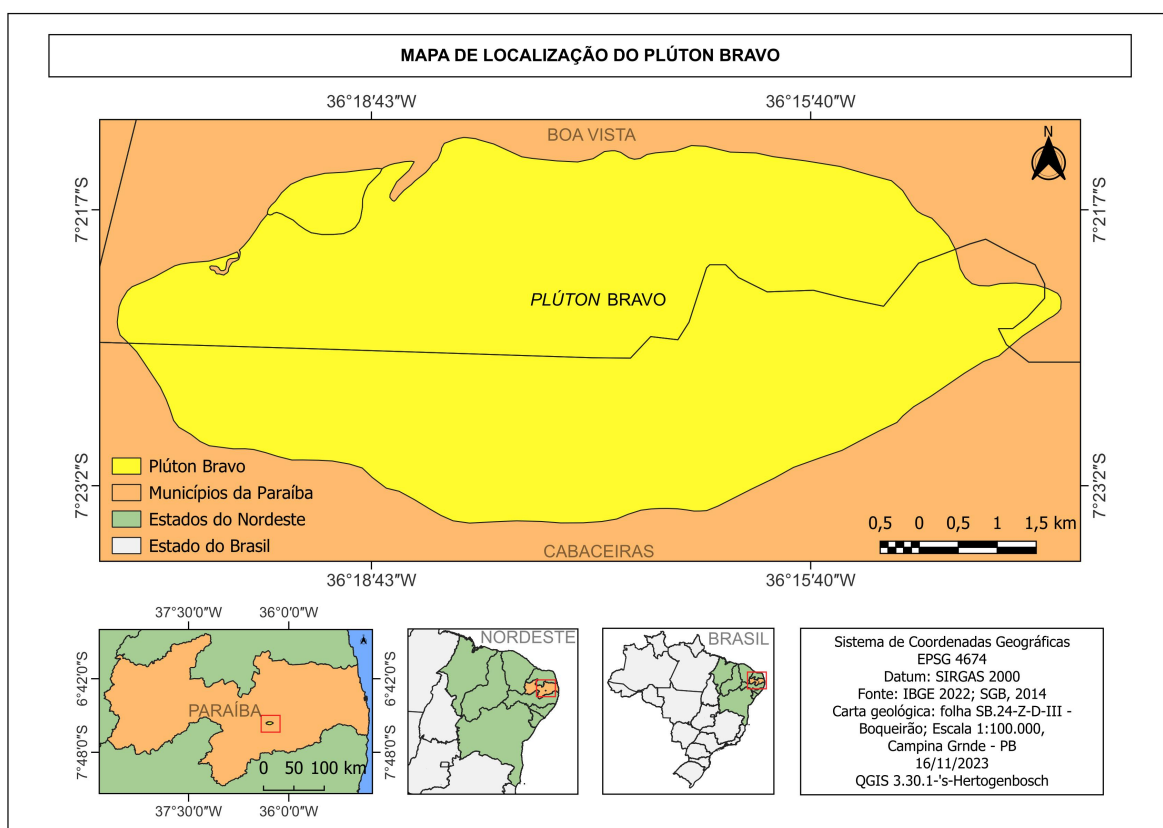 MAPA DE LOCALIZAÇÃO DO PLÚTON BRAVO
36°18′43″W
36°15′40″W
BOA VISTA
N
7°21′7″S
7°21′7″S
PLÚTON BRAVO
Plúton Bravo
Municípios da Paraíba
Estados do Nordeste
Estado do Brasil
7°23′2″S
7°23′2″S
0,5 0 0,5 1 1,5 km
CABACEIRAS
36°18′43″W
36°15′40″W
37°30′0″W
36°0′0″W
6°42′0″S
6°42′0″S
PARAÍBA
7°48′0″S
7°48′0″S
0 50 100 km
37°30′0″W
36°0′0″W
NORDESTE
BRASIL
Sistema de Coordenadas Geográficas
EPSG 4674
Datum: SIRGAS 2000
Fonte: IBGE 2022; SGB, 2014
Carta geológica: folha SB.24-Z-D-III -
Boqueirão; Escala 1:100.000,
Campina Grnde - PB
16/11/2023
QGIS 3.30.1-'s-Hertogenbosch